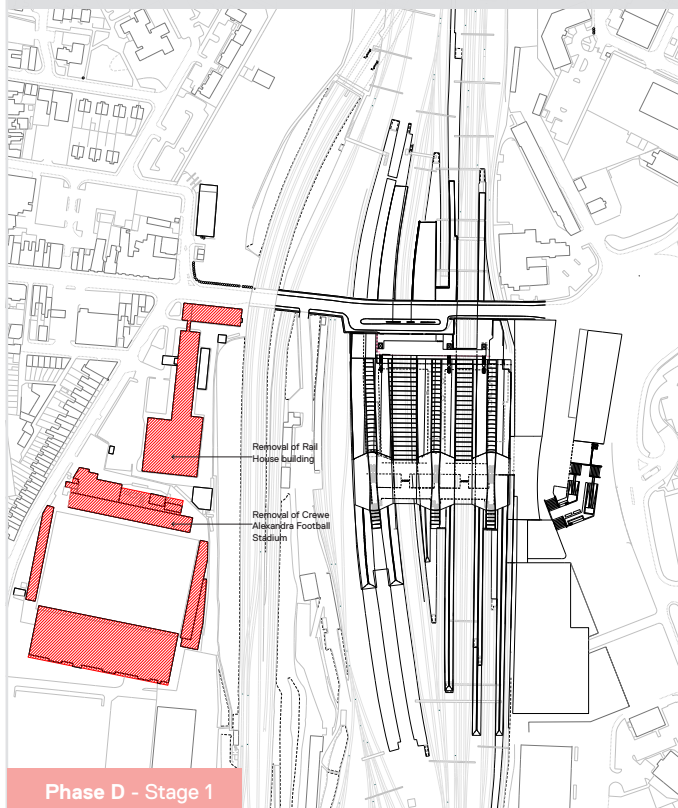 Removal of Rail
House building
Removal of Crewe
Alexandra Football
Stadium
Phase D - Stage 1